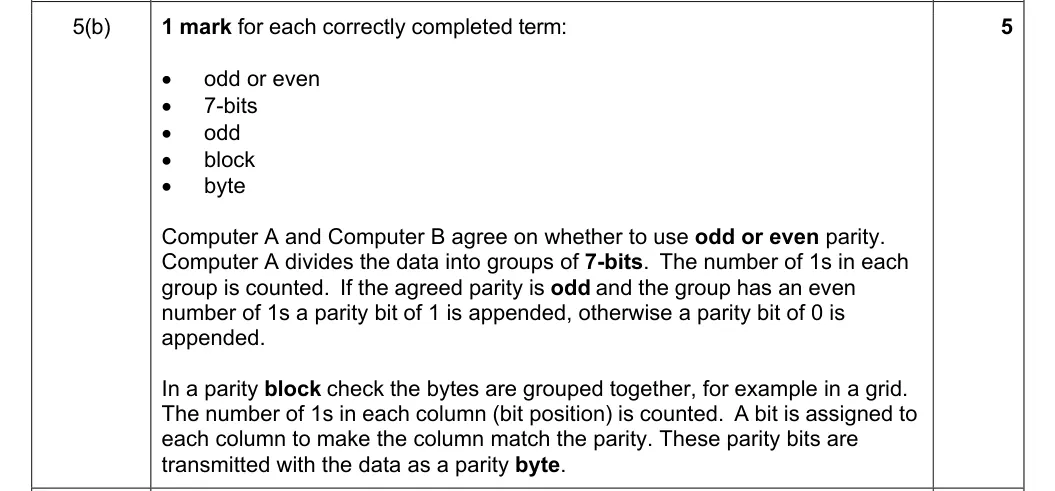 5(b) 1 mark for each correctly completed term: 5
• odd or even
• 7-bits
• odd
• block
• byte
Computer A and Computer B agree on whether to use odd or even parity.
Computer A divides the data into groups of 7-bits. The number of 1s in each
group is counted. If the agreed parity is odd and the group has an even
number of 1s a parity bit of 1 is appended, otherwise a parity bit of 0 is
appended.
In a parity block check the bytes are grouped together, for example in a grid.
The number of 1s in each column (bit position) is counted. A bit is assigned to
each column to make the column match the parity. These parity bits are
transmitted with the data as a parity byte.